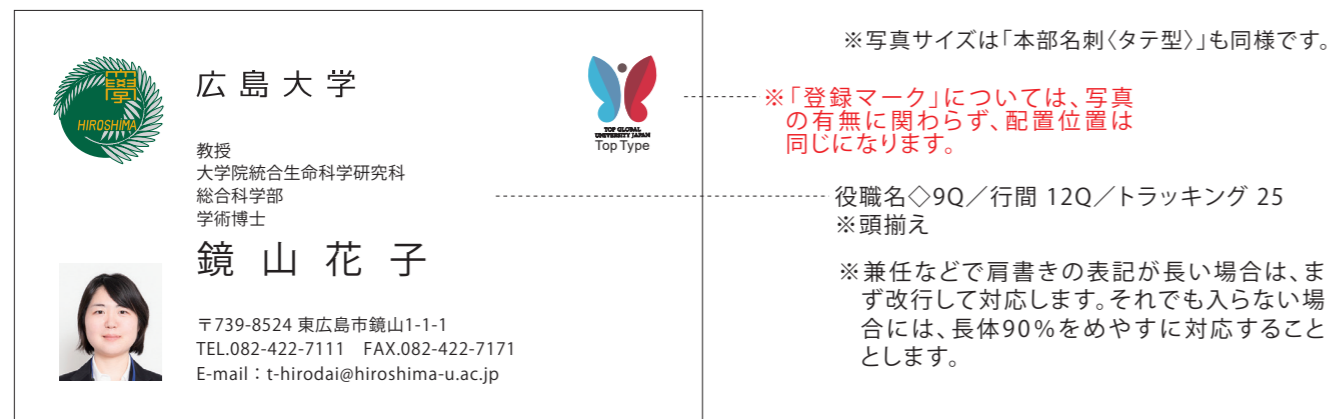 學
HIROSHIMA
広島大学
TOP GLOBAL
UNIVERSITY JAPAN
Top Type
教授
大学院統合生命科学研究科
総合科学部
学術博士
鏡山花子
〒739-8524 東広島市鏡山1-1-1
TEL.082-422-7111　FAX.082-422-7171
E-mail：t-hirodai@hiroshima-u.ac.jp
※写真サイズは「本部名刺〈タテ型〉」も同様です。
※「登録マーク」については、写真
の有無に関わらず、配置位置は
同じになります。
役職名◇9Q／行間 12Q／トラッキング 25
※頭揃え
※兼任などで肩書きの表記が長い場合は、ま
ず改行して対応します。それでも入らない場
合には、長体90％をめやすに対応すること
とします。